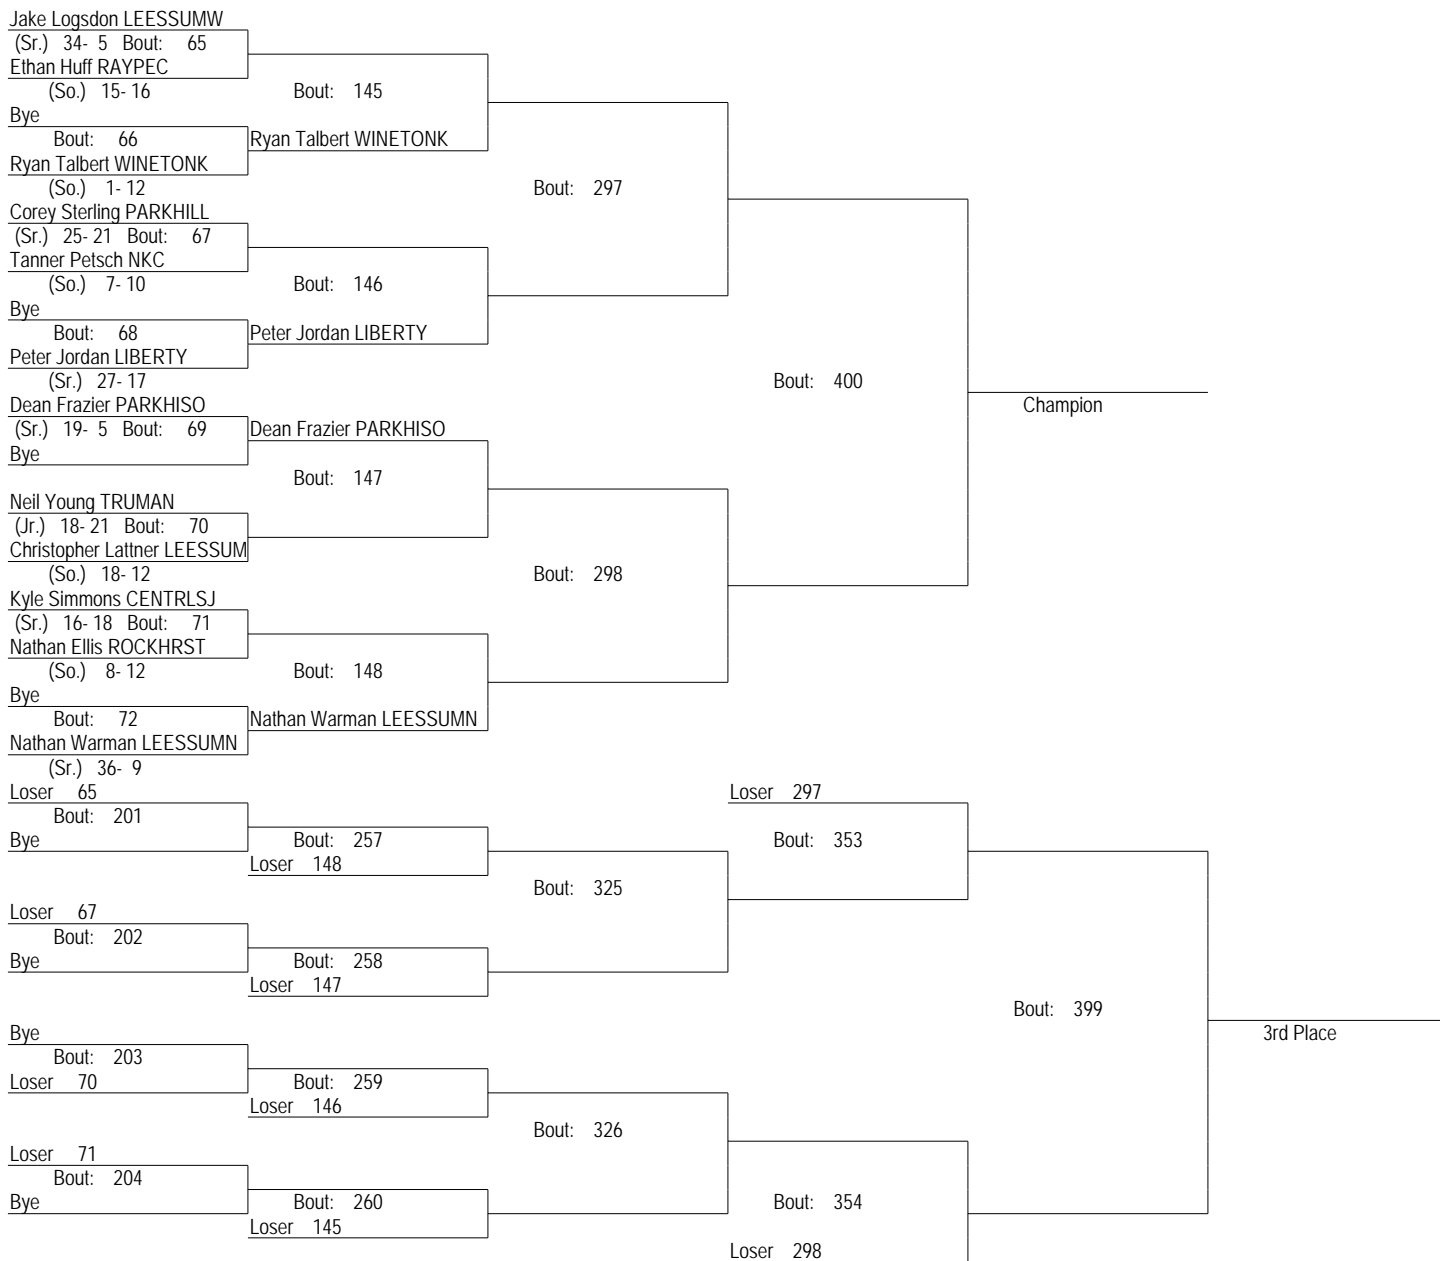 Jake Logsdon LEESSUMW
(Sr.) 34- 5 Bout: 65
Ethan Huff RAYPEC
(So.) 15- 16 Bout: 145
Bye
Bout: 66 Ryan Talbert WINETONK
Ryan Talbert WINETONK
(So.) 1- 12 Bout: 297
Corey Sterling PARKHILL
(Sr.) 25- 21 Bout: 67
Tanner Petsch NKC
(So.) 7- 10 Bout: 146
Bye
Bout: 68 Peter Jordan LIBERTY
Peter Jordan LIBERTY
(Sr.) 27- 17 Bout: 400
Dean Frazier PARKHISO Champion
(Sr.) 19- 5 Bout: 69 Dean Frazier PARKHISO
Bye
Bout: 147
Neil Young TRUMAN
(Jr.) 18- 21 Bout: 70
Christopher Lattner LEESSUM
(So.) 18- 12 Bout: 298
Kyle Simmons CENTRLSJ
(Sr.) 16- 18 Bout: 71
Nathan Ellis ROCKHRST
(So.) 8- 12 Bout: 148
Bye
Bout: 72 Nathan Warman LEESSUMN
Nathan Warman LEESSUMN
(Sr.) 36- 9
Loser 65 Loser 297
Bout: 201
Bye Bout: 257 Bout: 353
Loser 148
Bout: 325
Loser 67
Bout: 202
Bye Bout: 258
Loser 147
Bout: 399
Bye 3rd Place
Bout: 203
Loser 70 Bout: 259
Loser 146
Bout: 326
Loser 71
Bout: 204
Bye Bout: 260 Bout: 354
Loser 145
Loser 298